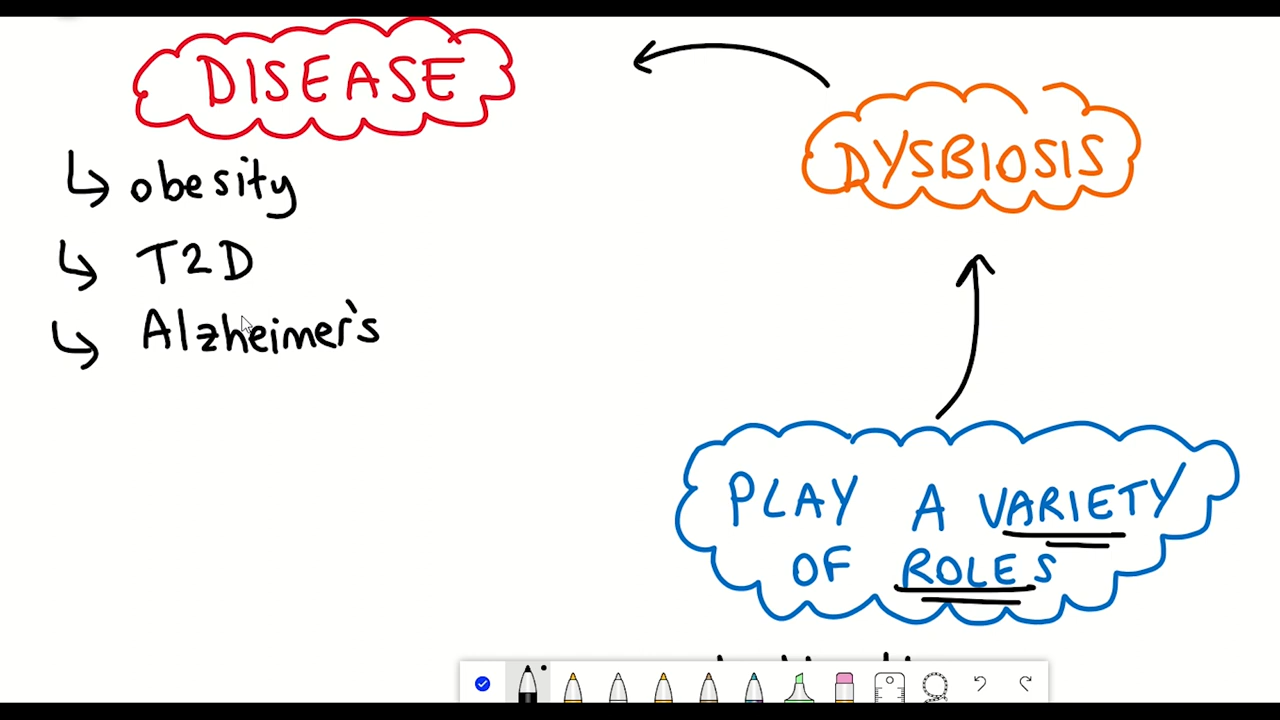 DISEASE
obesity
T2D
Alzheimer's
DYSBIOSIS
PLAY A VARIETY
OF ROLES